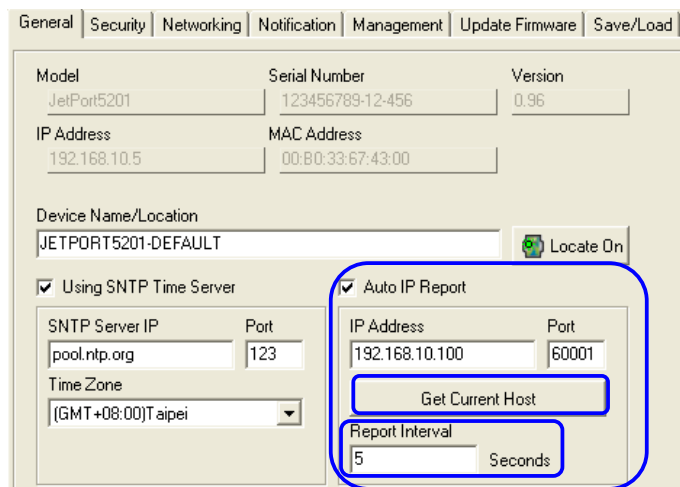 General Security Networking Notification Management Update Firmware Save/Load
Model Serial Number Version
JetPort5201 123456789-12-456 0.96
IP Address MAC Address
192.168.10.5 00:B0:33:67:43:00
Device Name/Location
JETPORT5201-DEFAULT Locate On
Using SNTP Time Server
SNTP Server IP Port
pool.ntp.org 123
Time Zone
(GMT+08:00)Taipei
Auto IP Report
IP Address Port
192.168.10.100 60001
Get Current Host
Report Interval
5 Seconds